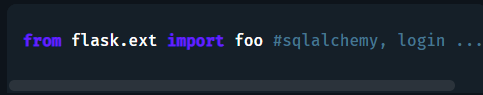 from flask.ext import foo #sqlalchemy, login ...